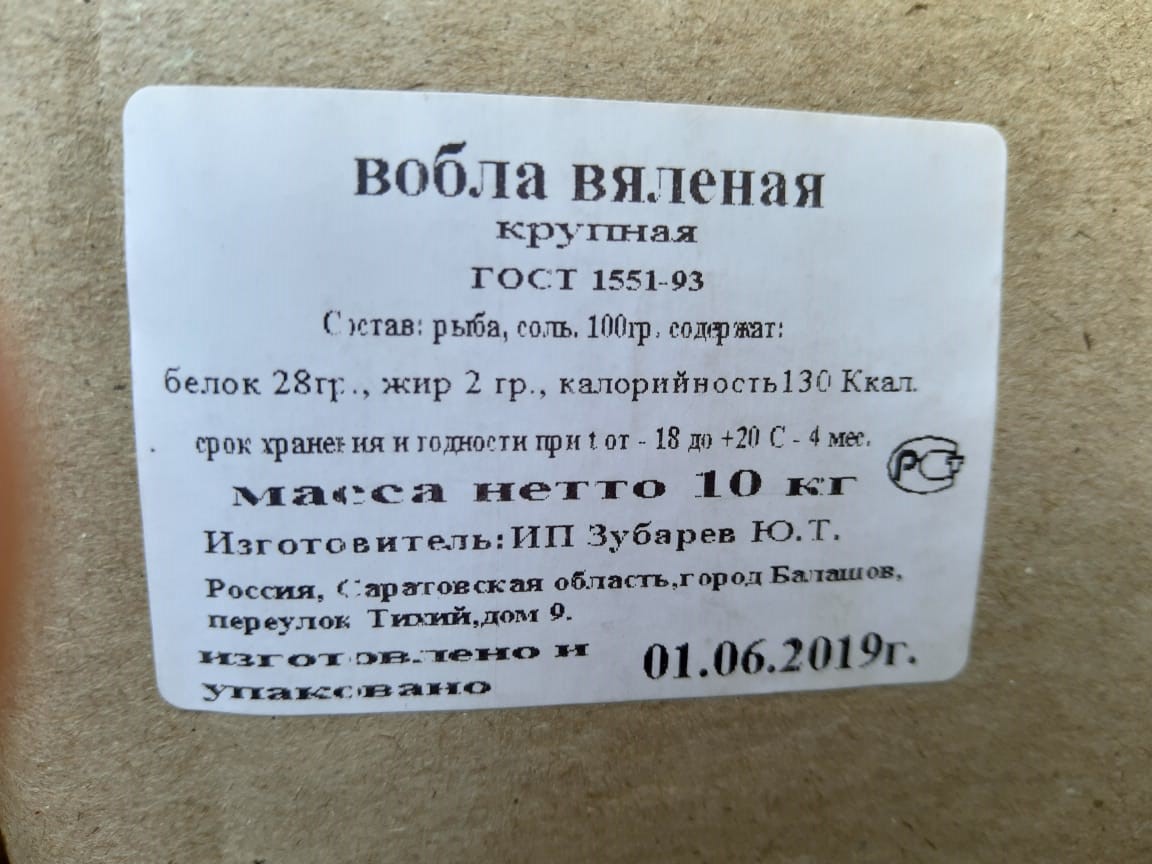 вобла вяленая
крупная
ГОСТ 1551-93
Состав: рыба, соль. 100гр, содержат:
белок 28гр., жир 2 гр., калорийность130 Ккал.
срок хранения и годности при t от - 18 до +20 С - 4 мес.
РСТ
масса нетто 10 кг
Изготовитель:ИП Зубарев Ю.Т.
Россия, Саратовская область,город Балашов,
переулок Тихий,дом 9.
изготовлено и
упаковано
01.06.2019г.